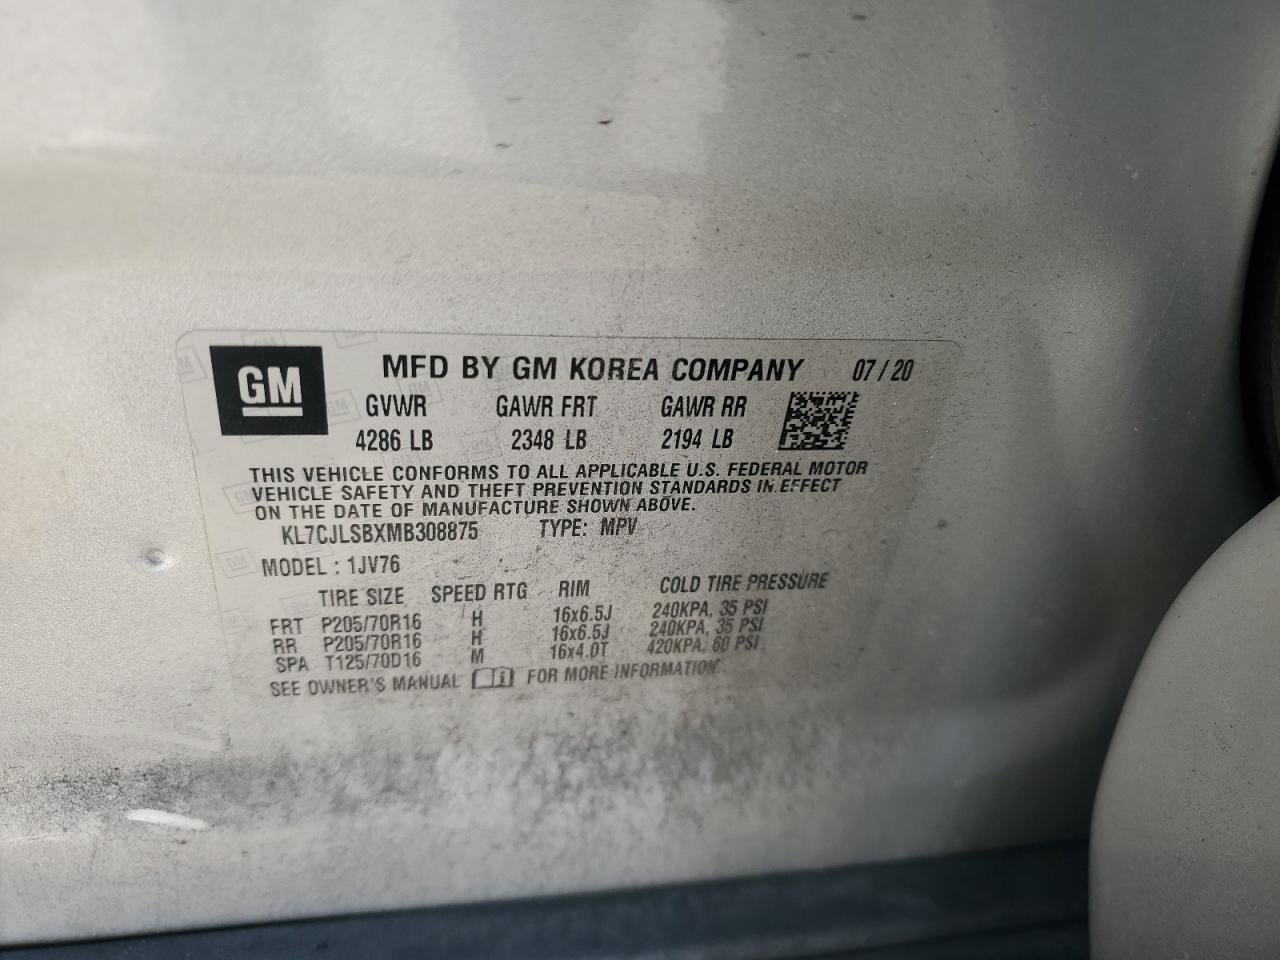 GM MFD BY GM KOREA COMPANY 07/20
GVWR GAWR FRT GAWR RR
4286 LB 2348 LB 2194 LB
THIS VEHICLE CONFORMS TO ALL APPLICABLE U.S. FEDERAL MOTOR
VEHICLE SAFETY AND THEFT PREVENTION STANDARDS IN EFFECT
ON THE DATE OF MANUFACTURE SHOWN ABOVE.
KL7CJLSBXMB308875 TYPE: MPV
MODEL : 1JV76
TIRE SIZE SPEED RTG RIM COLD TIRE PRESSURE
FRT P205/70R16 H 16x6.5J 240KPA, 35 PSI
RR P205/70R16 H 16x6.5J 240KPA, 35 PSI
SPA T125/70D16 M 16x4.0T 420KPA, 60 PSI
SEE OWNER'S MANUAL FOR MORE INFORMATION.